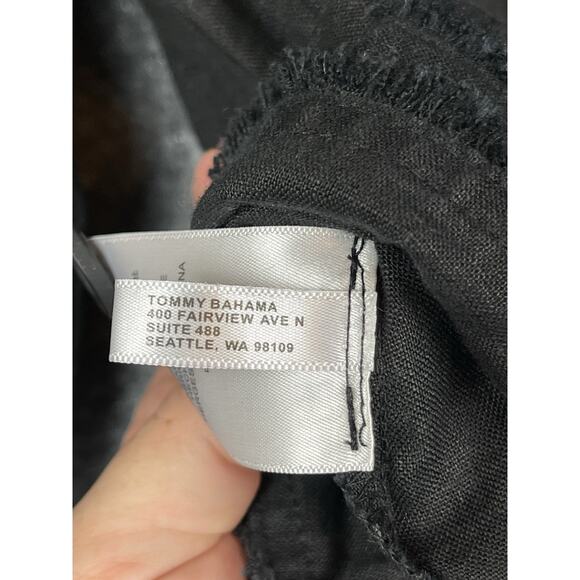 TOMMY BAHAMA
400 FAIRVIEW AVE N
SUITE 488
SEATTLE, WA 98109